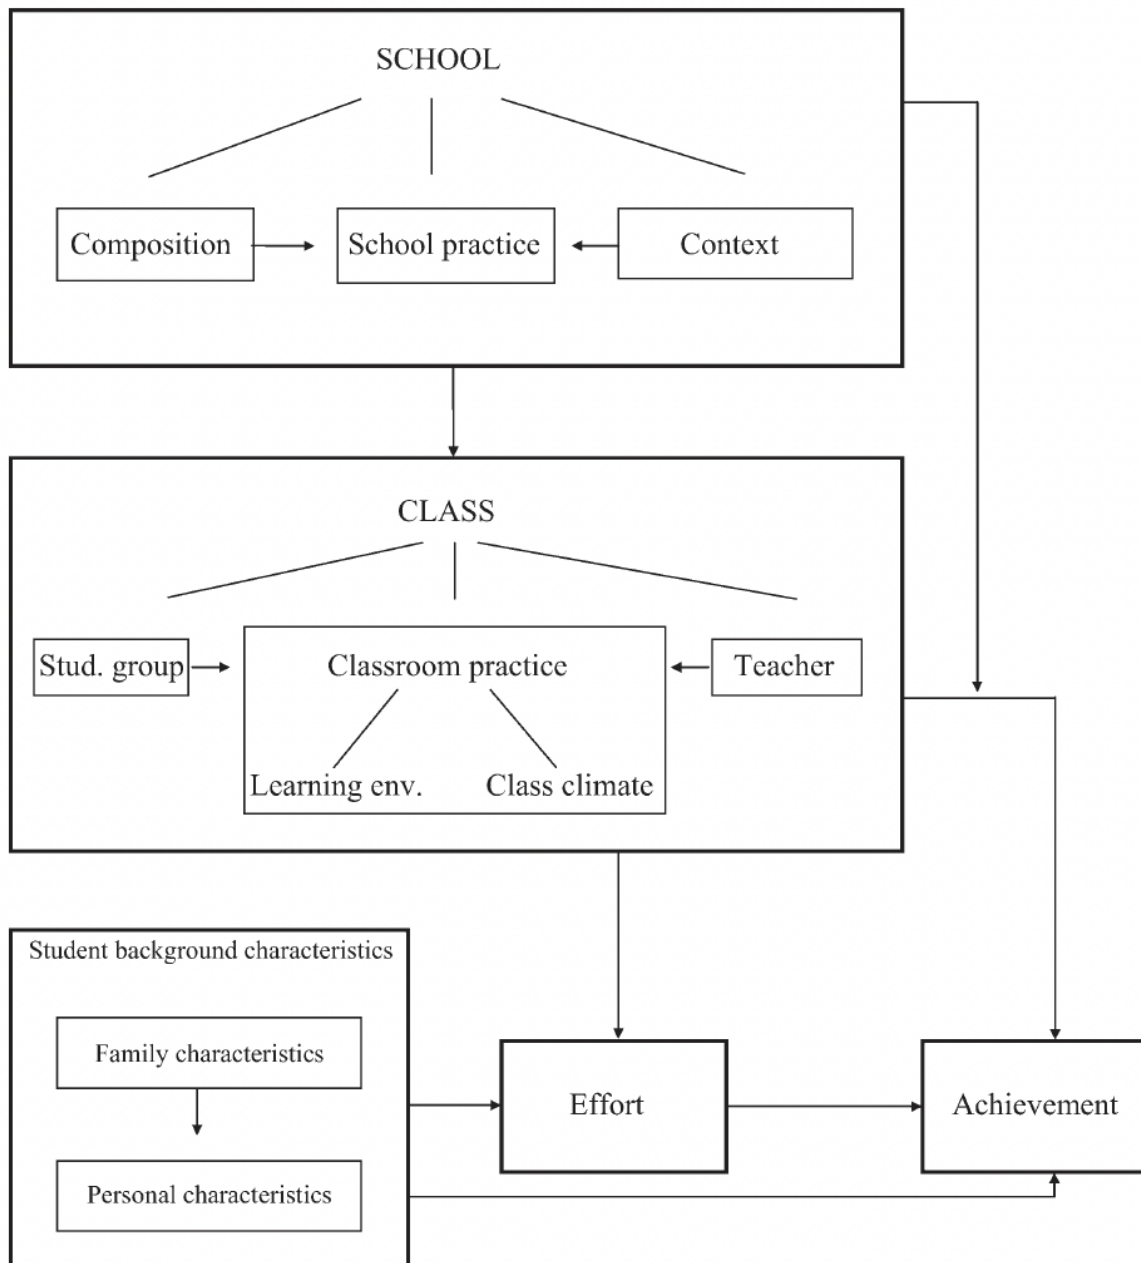 SCHOOL
Composition
School practice
Context
CLASS
Stud. group
Classroom practice
Teacher
Learning env.
Class climate
Student background characteristics
Family characteristics
Effort
Achievement
Personal characteristics